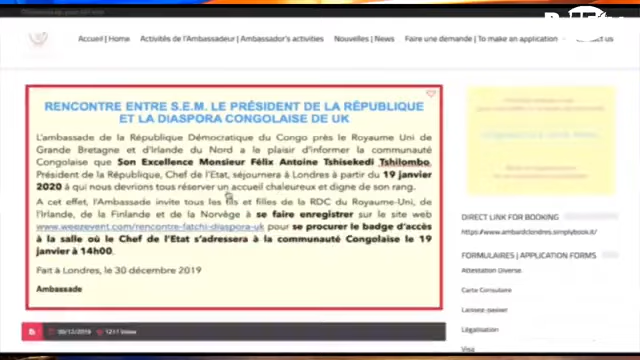 Accueil | Home
Activités de l'Ambassadeur | Ambassador's activities
Nouvelles | News
Faire une demande | To make an application
us
RENCONTRE ENTRE S.E.M. LE PRÉSIDENT DE LA RÉPUBLIQUE
ET LA DIASPORA CONGOLAISE DE UK
L'ambassade de la République Démocratique du Congo près le Royaume Uni de
Grande Bretagne et d'Irlande du Nord a le plaisir d'informer la communauté
Congolaise que Son Excellence Monsieur Félix Antoine Tshisekedi Tshilombo,
Président de la République, Chef de l'Etat, séjournera à Londres à partir du 19 janvier
2020 à qui nous devrions tous réserver un accueil chaleureux et digne de son rang.
A cet effet, l'Ambassade invite tous les fils et filles de la RDC du Royaume-Uni, de
l'Irlande, de la Finlande et de la Norvège à se faire enregistrer sur le site web
www.weezevent.com/rencontre-fatchi-diaspora-uk pour se procurer le badge d'accès
à la salle où le Chef de l'Etat s'adressera à la communauté Congolaise le 19
janvier à 14h00.
Fait à Londres, le 30 décembre 2019
Ambassade
30/12/2019
1211 Views
DIRECT LINK FOR BOOKING
https://www.ambardclondres.simplybook.it/
FORMULAIRES | APPLICATION FORMS
Attestation Diverse
Carte Consulaire
Laissez-passer
Légalisation
Visa